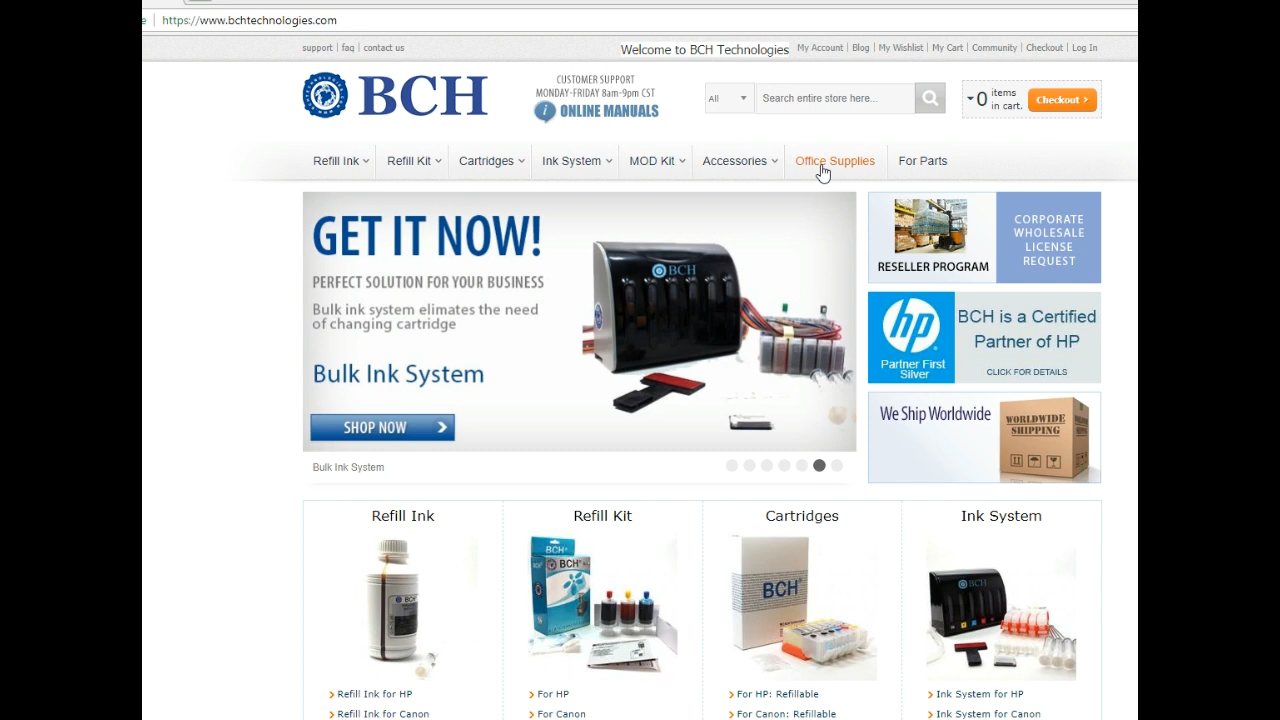 https://www.bchtechnologies.com
support faq contact us
Welcome to BCH Technologies
My Account Blog My Wishlist My Cart Community Checkout Log In
BCH
CUSTOMER SUPPORT
MONDAY-FRIDAY 8am-9pm CST
i ONLINE MANUALS
All
Search entire store here...
0 items
in cart.
Checkout
Refill Ink Refill Kit Cartridges Ink System MOD Kit Accessories Office Supplies For Parts
GET IT NOW!
PERFECT SOLUTION FOR YOUR BUSINESS
Bulk ink system elimates the need
of changing cartridge
Bulk Ink System
SHOP NOW
BCH
Bulk Ink System
RESELLER PROGRAM
CORPORATE
WHOLESALE
LICENSE
REQUEST
hp
Partner First
Silver
BCH is a Certified
Partner of HP
CLICK FOR DETAILS
We Ship Worldwide
WORLDWIDE
SHIPPING
Refill Ink Refill Kit Cartridges Ink System
BCH
BCH
BCH
BCH
Refill Ink for HP For HP For HP: Refillable Ink System for HP
Refill Ink for Canon For Canon For Canon: Refillable Ink System for Canon